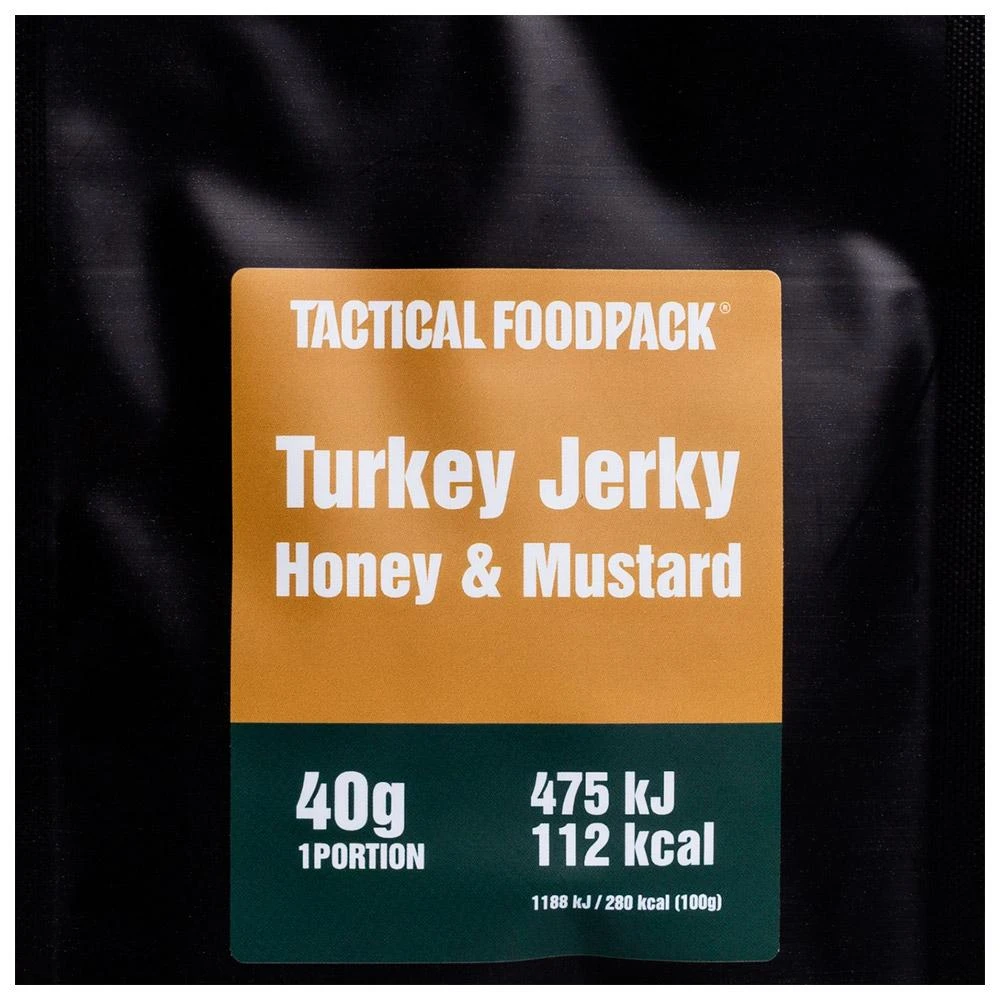 TACTICAL FOODPACK®
Turkey Jerky
Honey & Mustard
40g
1PORTION
475 kJ
112 kcal
1188 kJ / 280 kcal (100g)